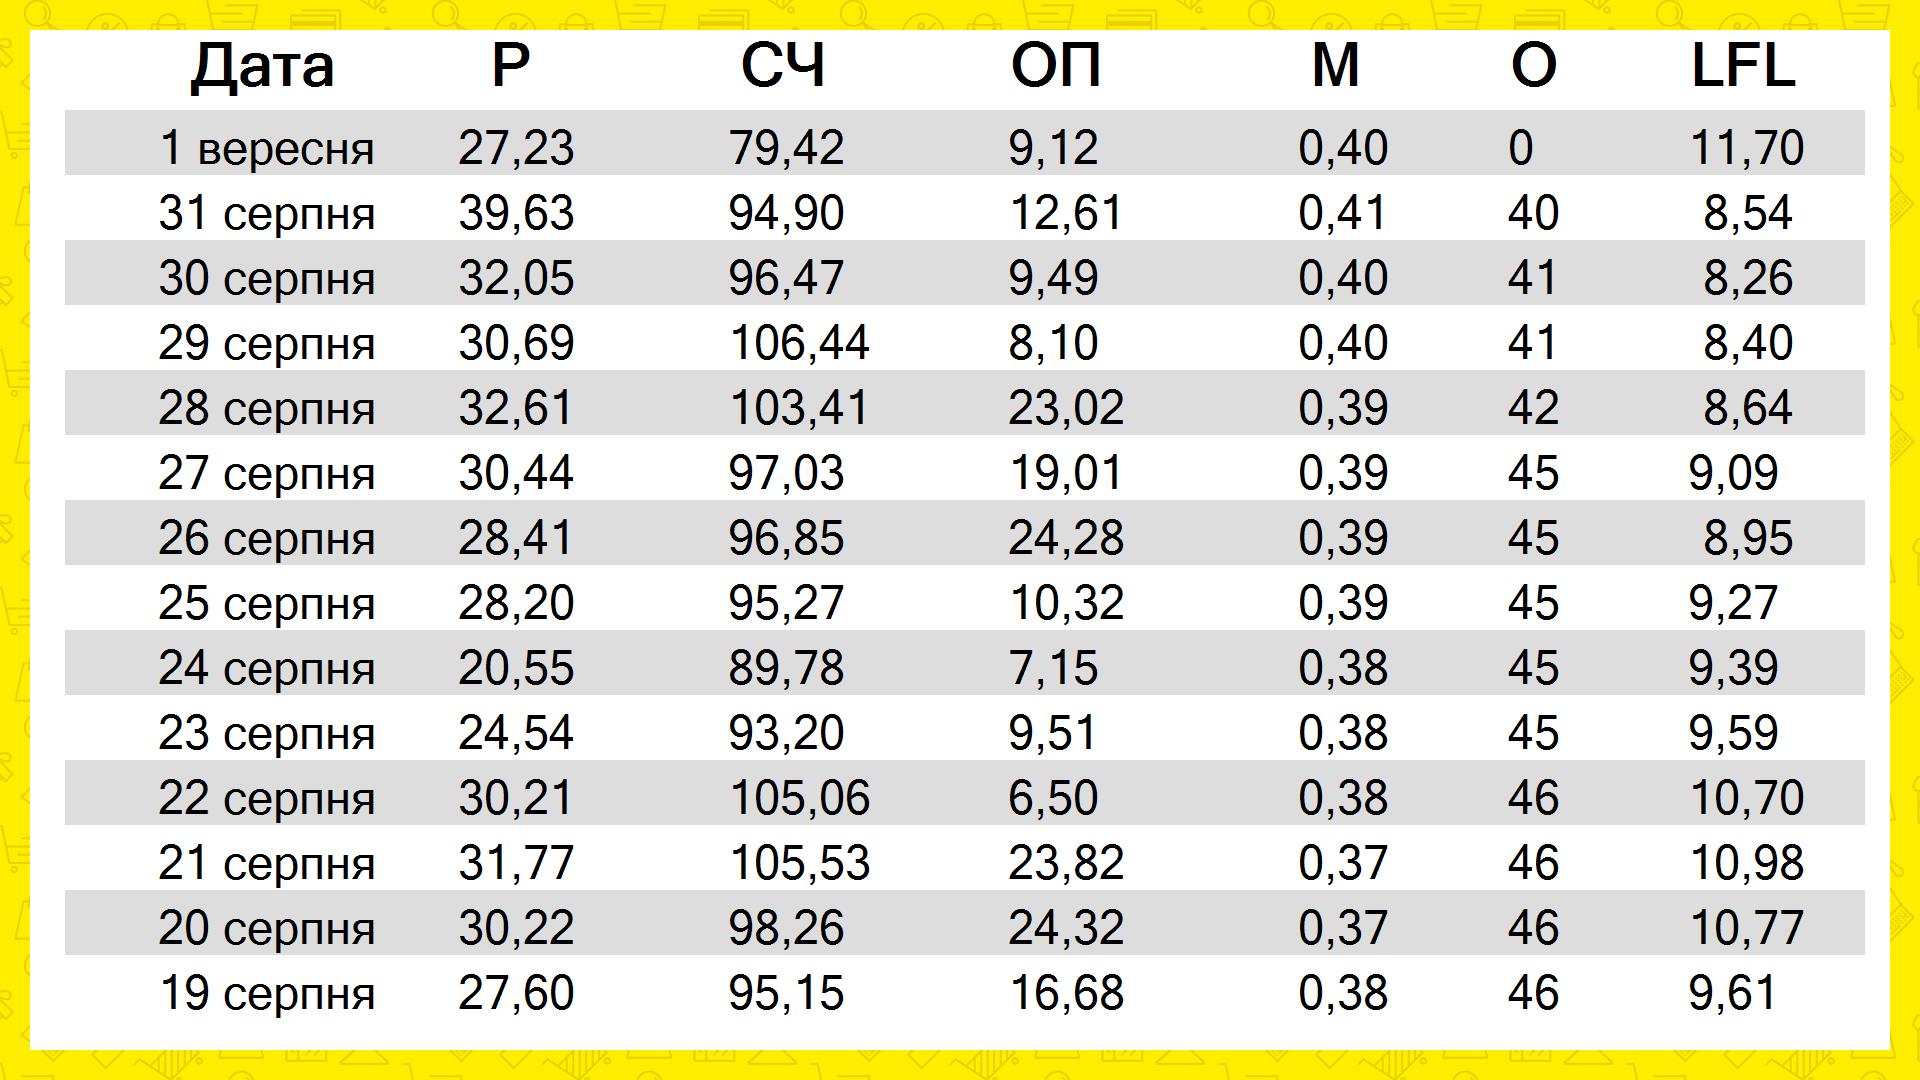 Дата Р СЧ ОП М О LFL
1 вересня 27,23 79,42 9,12 0,40 0 11,70
31 серпня 39,63 94,90 12,61 0,41 40 8,54
30 серпня 32,05 96,47 9,49 0,40 41 8,26
29 серпня 30,69 106,44 8,10 0,40 41 8,40
28 серпня 32,61 103,41 23,02 0,39 42 8,64
27 серпня 30,44 97,03 19,01 0,39 45 9,09
26 серпня 28,41 96,85 24,28 0,39 45 8,95
25 серпня 28,20 95,27 10,32 0,39 45 9,27
24 серпня 20,55 89,78 7,15 0,38 45 9,39
23 серпня 24,54 93,20 9,51 0,38 45 9,59
22 серпня 30,21 105,06 6,50 0,38 46 10,70
21 серпня 31,77 105,53 23,82 0,37 46 10,98
20 серпня 30,22 98,26 24,32 0,37 46 10,77
19 серпня 27,60 95,15 16,68 0,38 46 9,61